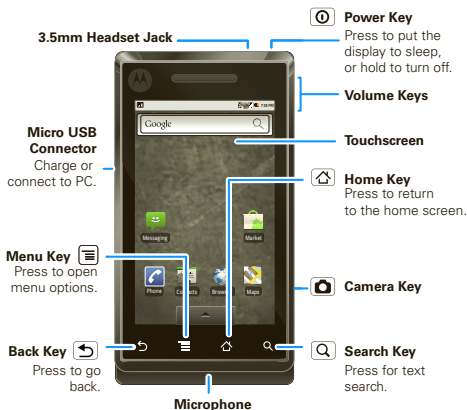 3.5mm Headset Jack
Power Key
Press to put the
display to sleep,
or hold to turn off.
Volume Keys
7:29 PM
Google
Micro USB
Connector
Charge or
connect to PC.
Touchscreen
Home Key
Press to return
to the home screen.
Messaging
Market
Menu Key
Press to open
menu options.
Phone
Contacts
Browser
Maps
Camera Key
Back Key
Press to go
back.
Search Key
Press for text
search.
Microphone